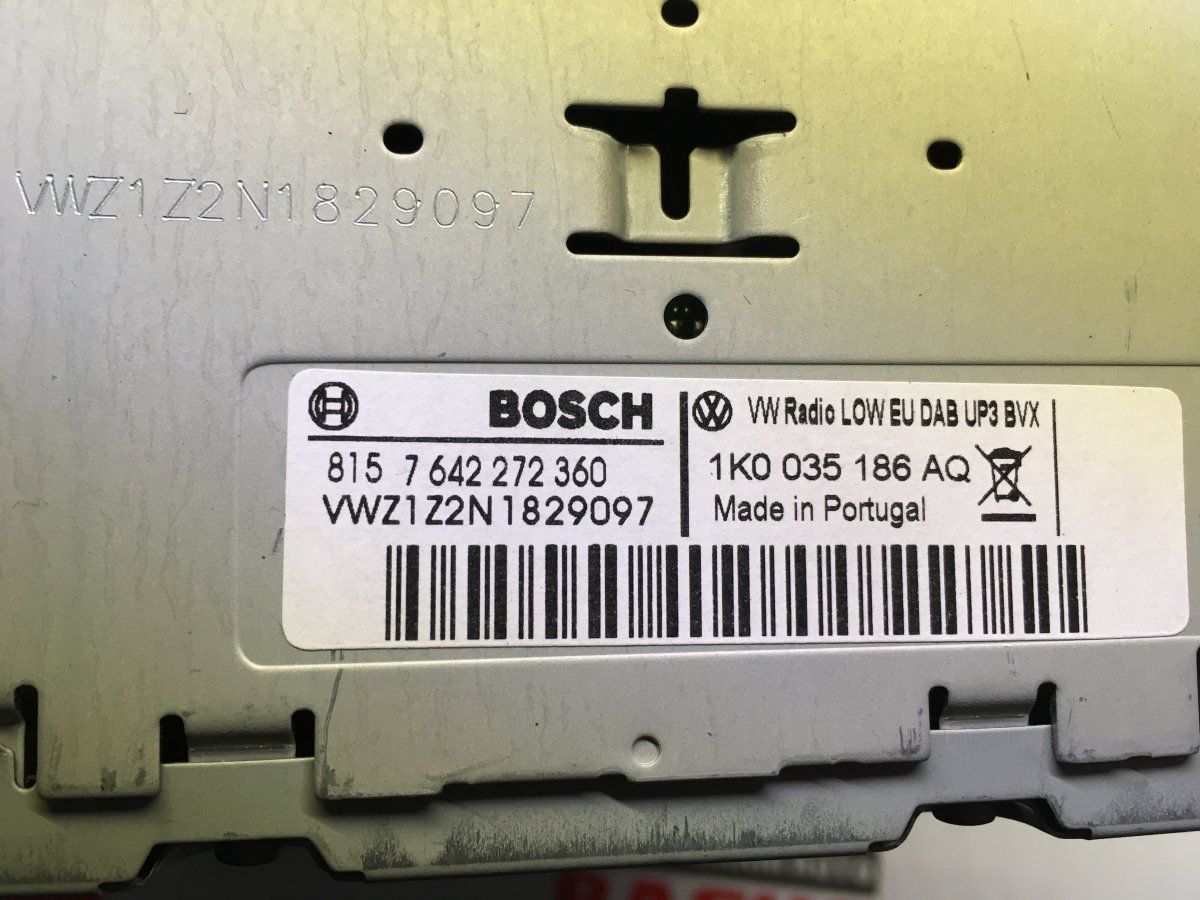 VWZ1Z2N1829097
BOSCH
815 7 642 272 360
VWZ1Z2N1829097
VW Radio LOW EU DAB UP3 BVX
1K0 035 186 AQ
Made in Portugal